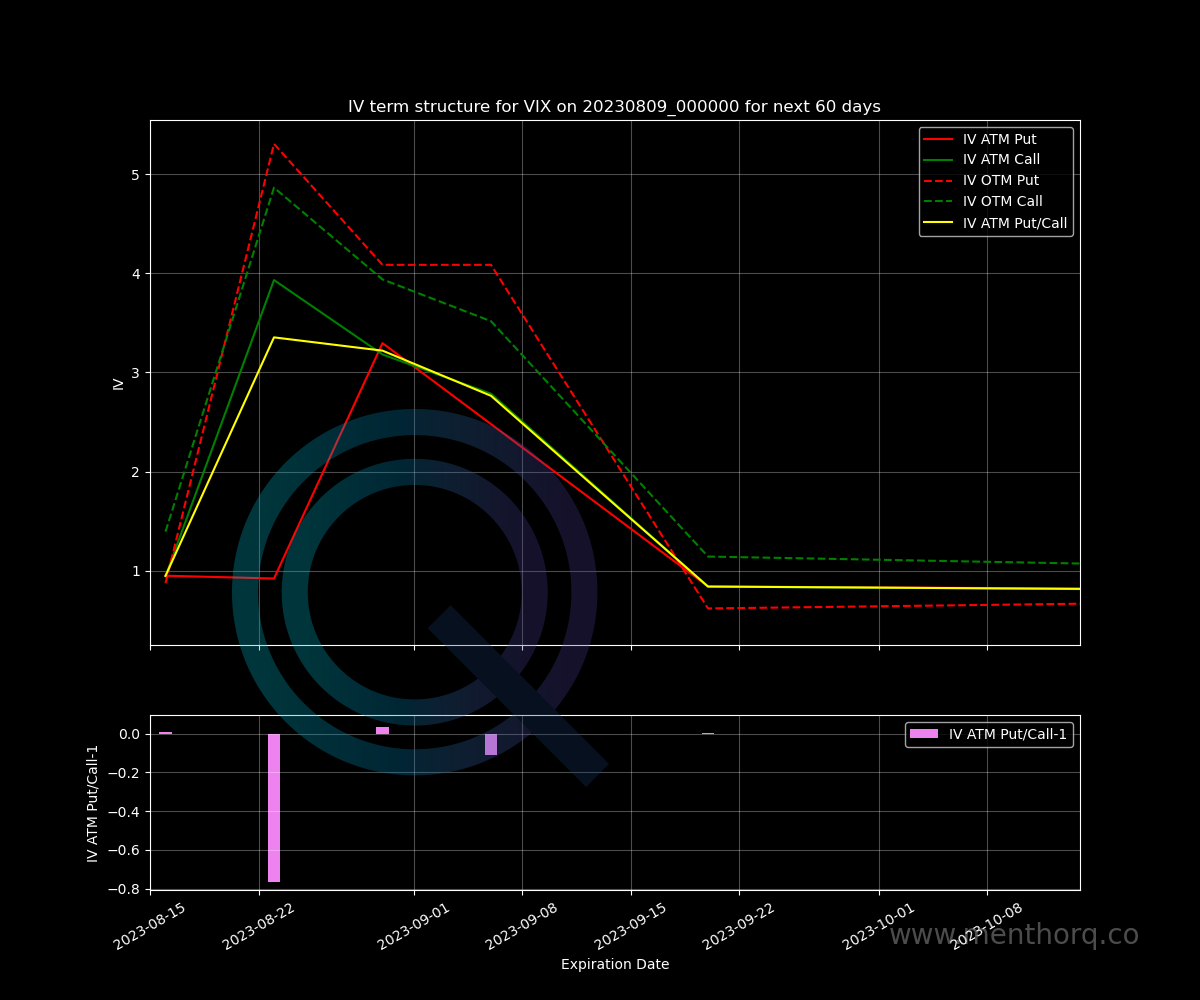 IV term structure for VIX on 20230809_000000 for next 60 days
IV
5
4
3
2
1
IV ATM Put
IV ATM Call
IV OTM Put
IV OTM Call
IV ATM Put/Call
IV ATM Put/Call-1
0.0
−0.2
−0.4
−0.6
−0.8
IV ATM Put/Call-1
2023-08-15
2023-08-22
2023-09-01
2023-09-08
2023-09-15
2023-09-22
2023-10-01
2023-10-08
www.menthorq.co
Expiration Date